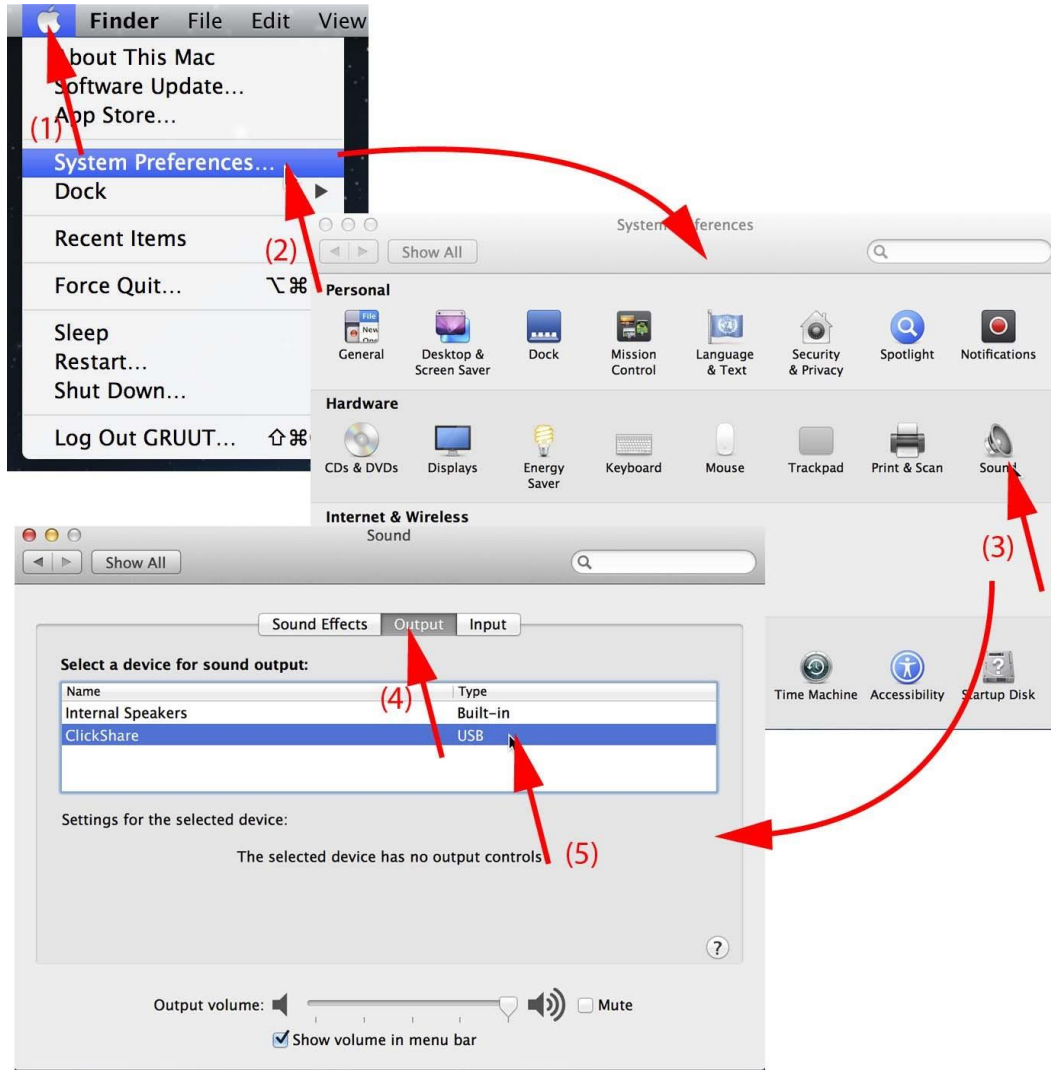 Finder File Edit View
About This Mac
Software Update...
App Store...
(1)
System Preferences...
Dock
Recent Items
(2)
Force Quit... ⌥⌘
Sleep
Restart...
Shut Down...
Log Out GRUUT... ⇧⌘
System Preferences
Show All
Personal
General
Desktop &
Screen Saver
Dock
Mission
Control
Language
& Text
Security
& Privacy
Spotlight
Notifications
Hardware
CDs & DVDs
Displays
Energy
Saver
Keyboard
Mouse
Trackpad
Print & Scan
Sound
Internet & Wireless
(3)
Time Machine
Accessibility
Startup Disk
Sound
Show All
Sound Effects Output Input
Select a device for sound output:
Name Type
(4)
Internal Speakers Built-in
ClickShare USB
Settings for the selected device:
The selected device has no output controls
(5)
?
Output volume: Mute
Show volume in menu bar